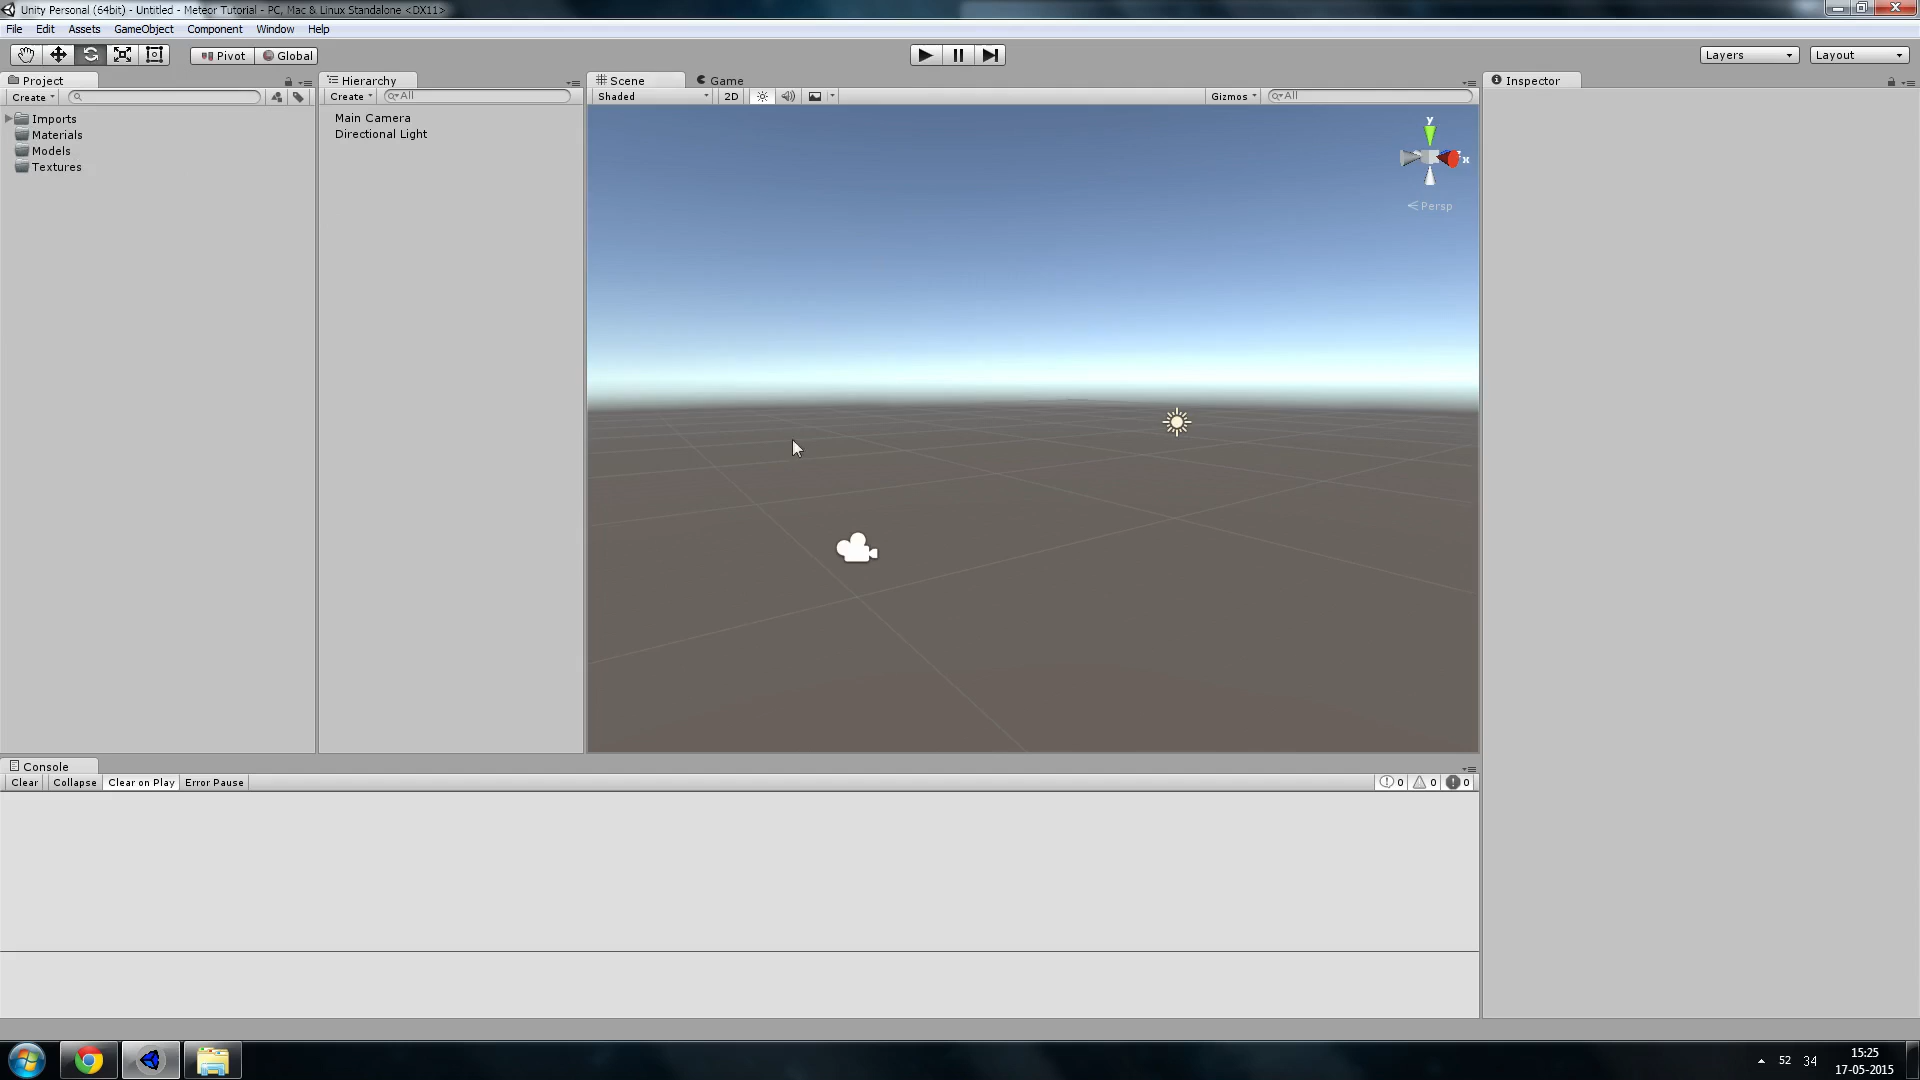 Unity Personal (64bit) - Untitled - Meteor Tutorial - PC, Mac & Linux Standalone <DX11>
File Edit Assets GameObject Component Window Help
Pivot Global Layers Layout
Project Hierarchy Scene Game Inspector
Create Create All Shaded 2D Gizmos All
Imports
Materials
Models
Textures
Main Camera
Directional Light
y
x
Persp
Console
Clear Collapse Clear on Play Error Pause 0 0 0
52 34 15:25
17-05-2015